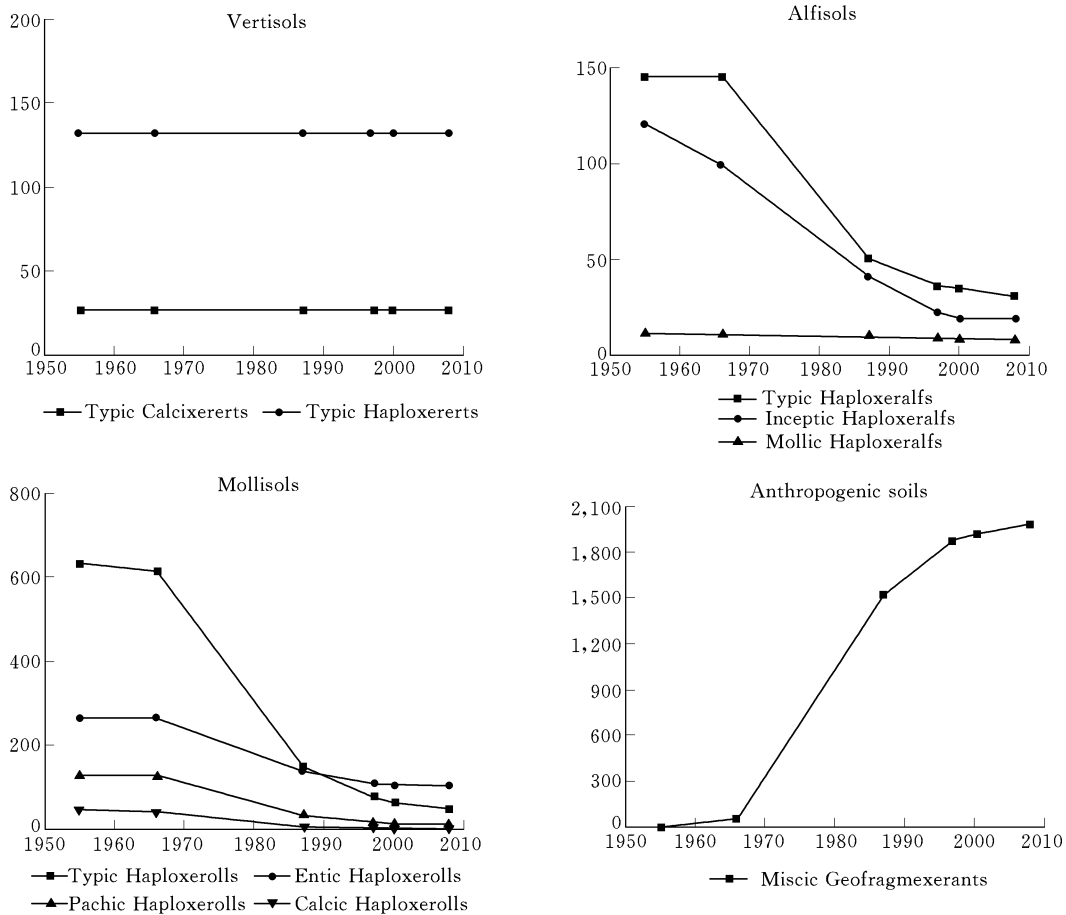 Vertisols
200
150
100
50
0
1950 1960 1970 1980 1990 2000 2010
Typic Calcixererts Typic Haploxererts
Alfisols
150
100
50
0
1950 1960 1970 1980 1990 2000 2010
Typic Haploxeralfs
Inceptic Haploxeralfs
Mollic Haploxeralfs
Mollisols
800
600
400
200
0
1950 1960 1970 1980 1990 2000 2010
Typic Haploxerolls Entic Haploxerolls
Pachic Haploxerolls Calcic Haploxerolls
Anthropogenic soils
2,100
1,800
1,500
1,200
900
600
300
0
1950 1960 1970 1980 1990 2000 2010
Miscic Geofragmexerants